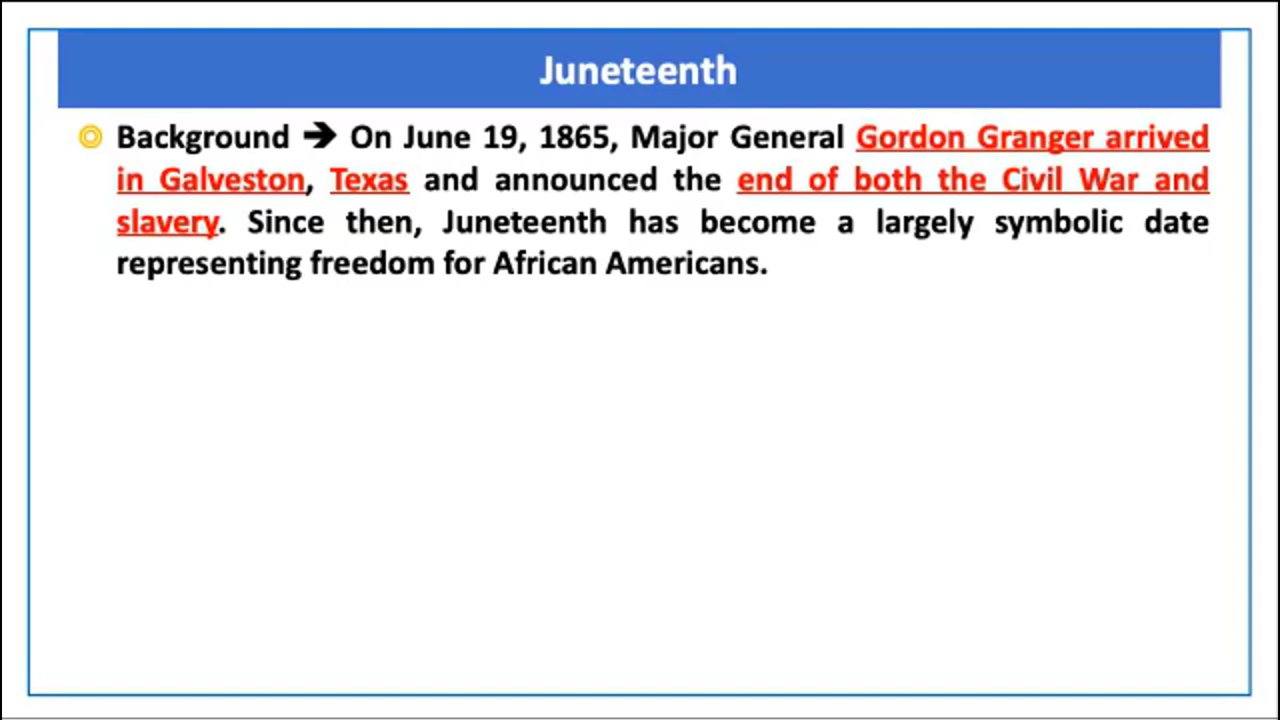 Juneteenth
Background ➔ On June 19, 1865, Major General Gordon Granger arrived
in Galveston, Texas and announced the end of both the Civil War and
slavery. Since then, Juneteenth has become a largely symbolic date
representing freedom for African Americans.